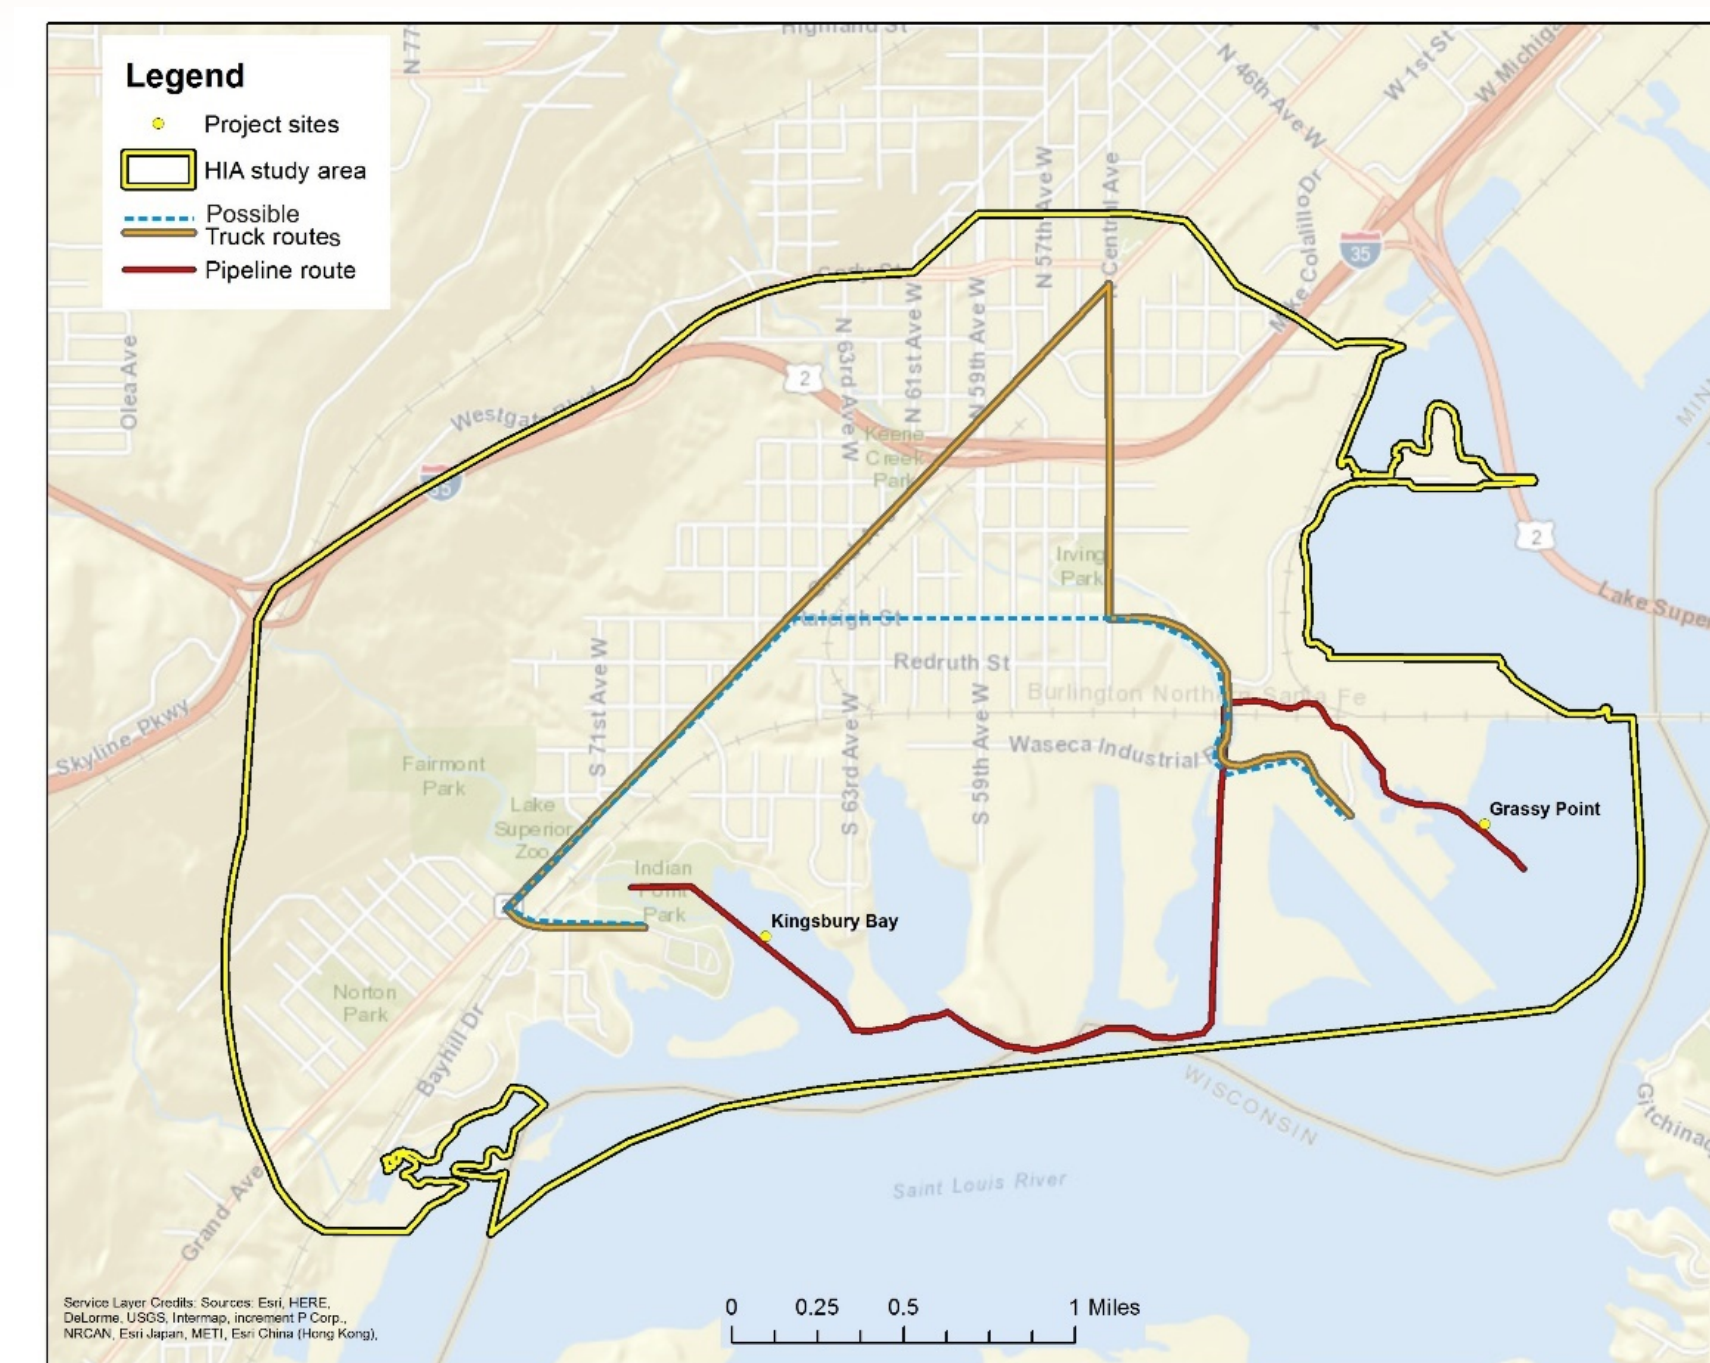 Legend
Project sites
HIA study area
Possible
Truck routes
Pipeline route
Highland St
N 77
N 46th Ave W
W 1st St
W Michiga
N 57th Ave W
Central Ave
Mike Colalillo Dr
35
Cody St
Olea Ave
N 63rd Ave W
N 61st Ave W
N 59th Ave W
2
Westgate Blvd
Keene
Creek
Park
35
MINN
2
Irving
Park
Lake Super
Raleigh St
Redruth St
S 71st Ave W
Burlington Northern Santa Fe
Skyline Pkwy
S 63rd Ave W
S 59th Ave W
Waseca Industrial
Fairmont
Park
Lake
Superior
Zoo
Grassy Point
Indian
Point
Park
Kingsbury Bay
Norton
Park
Bayhill Dr
WISCONSIN
Gitchinad
Grand Ave
Saint Louis River
Service Layer Credits: Sources: Esri, HERE,
DeLorme, USGS, Intermap, increment P Corp.,
NRCAN, Esri Japan, METI, Esri China (Hong Kong),
0 0.25 0.5 1 Miles